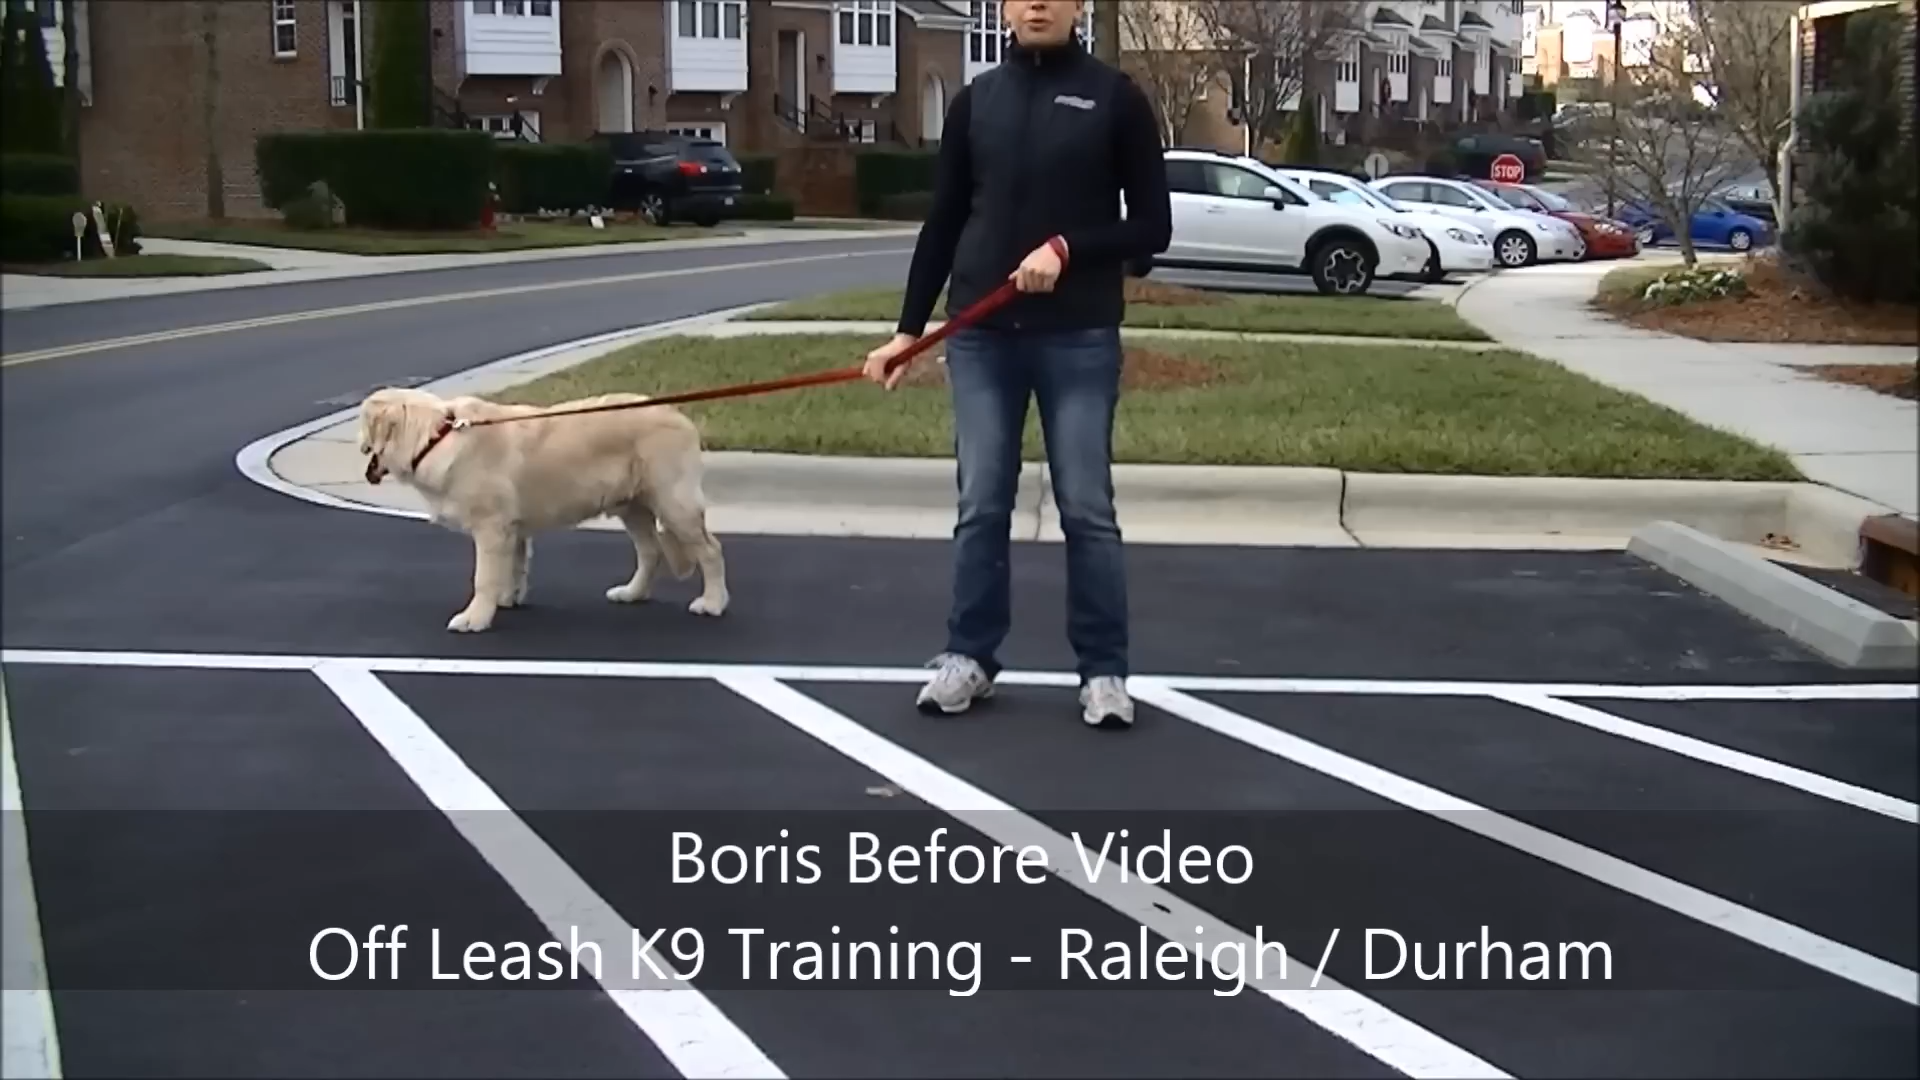 STOP
Boris Before Video
Off Leash K9 Training - Raleigh / Durham